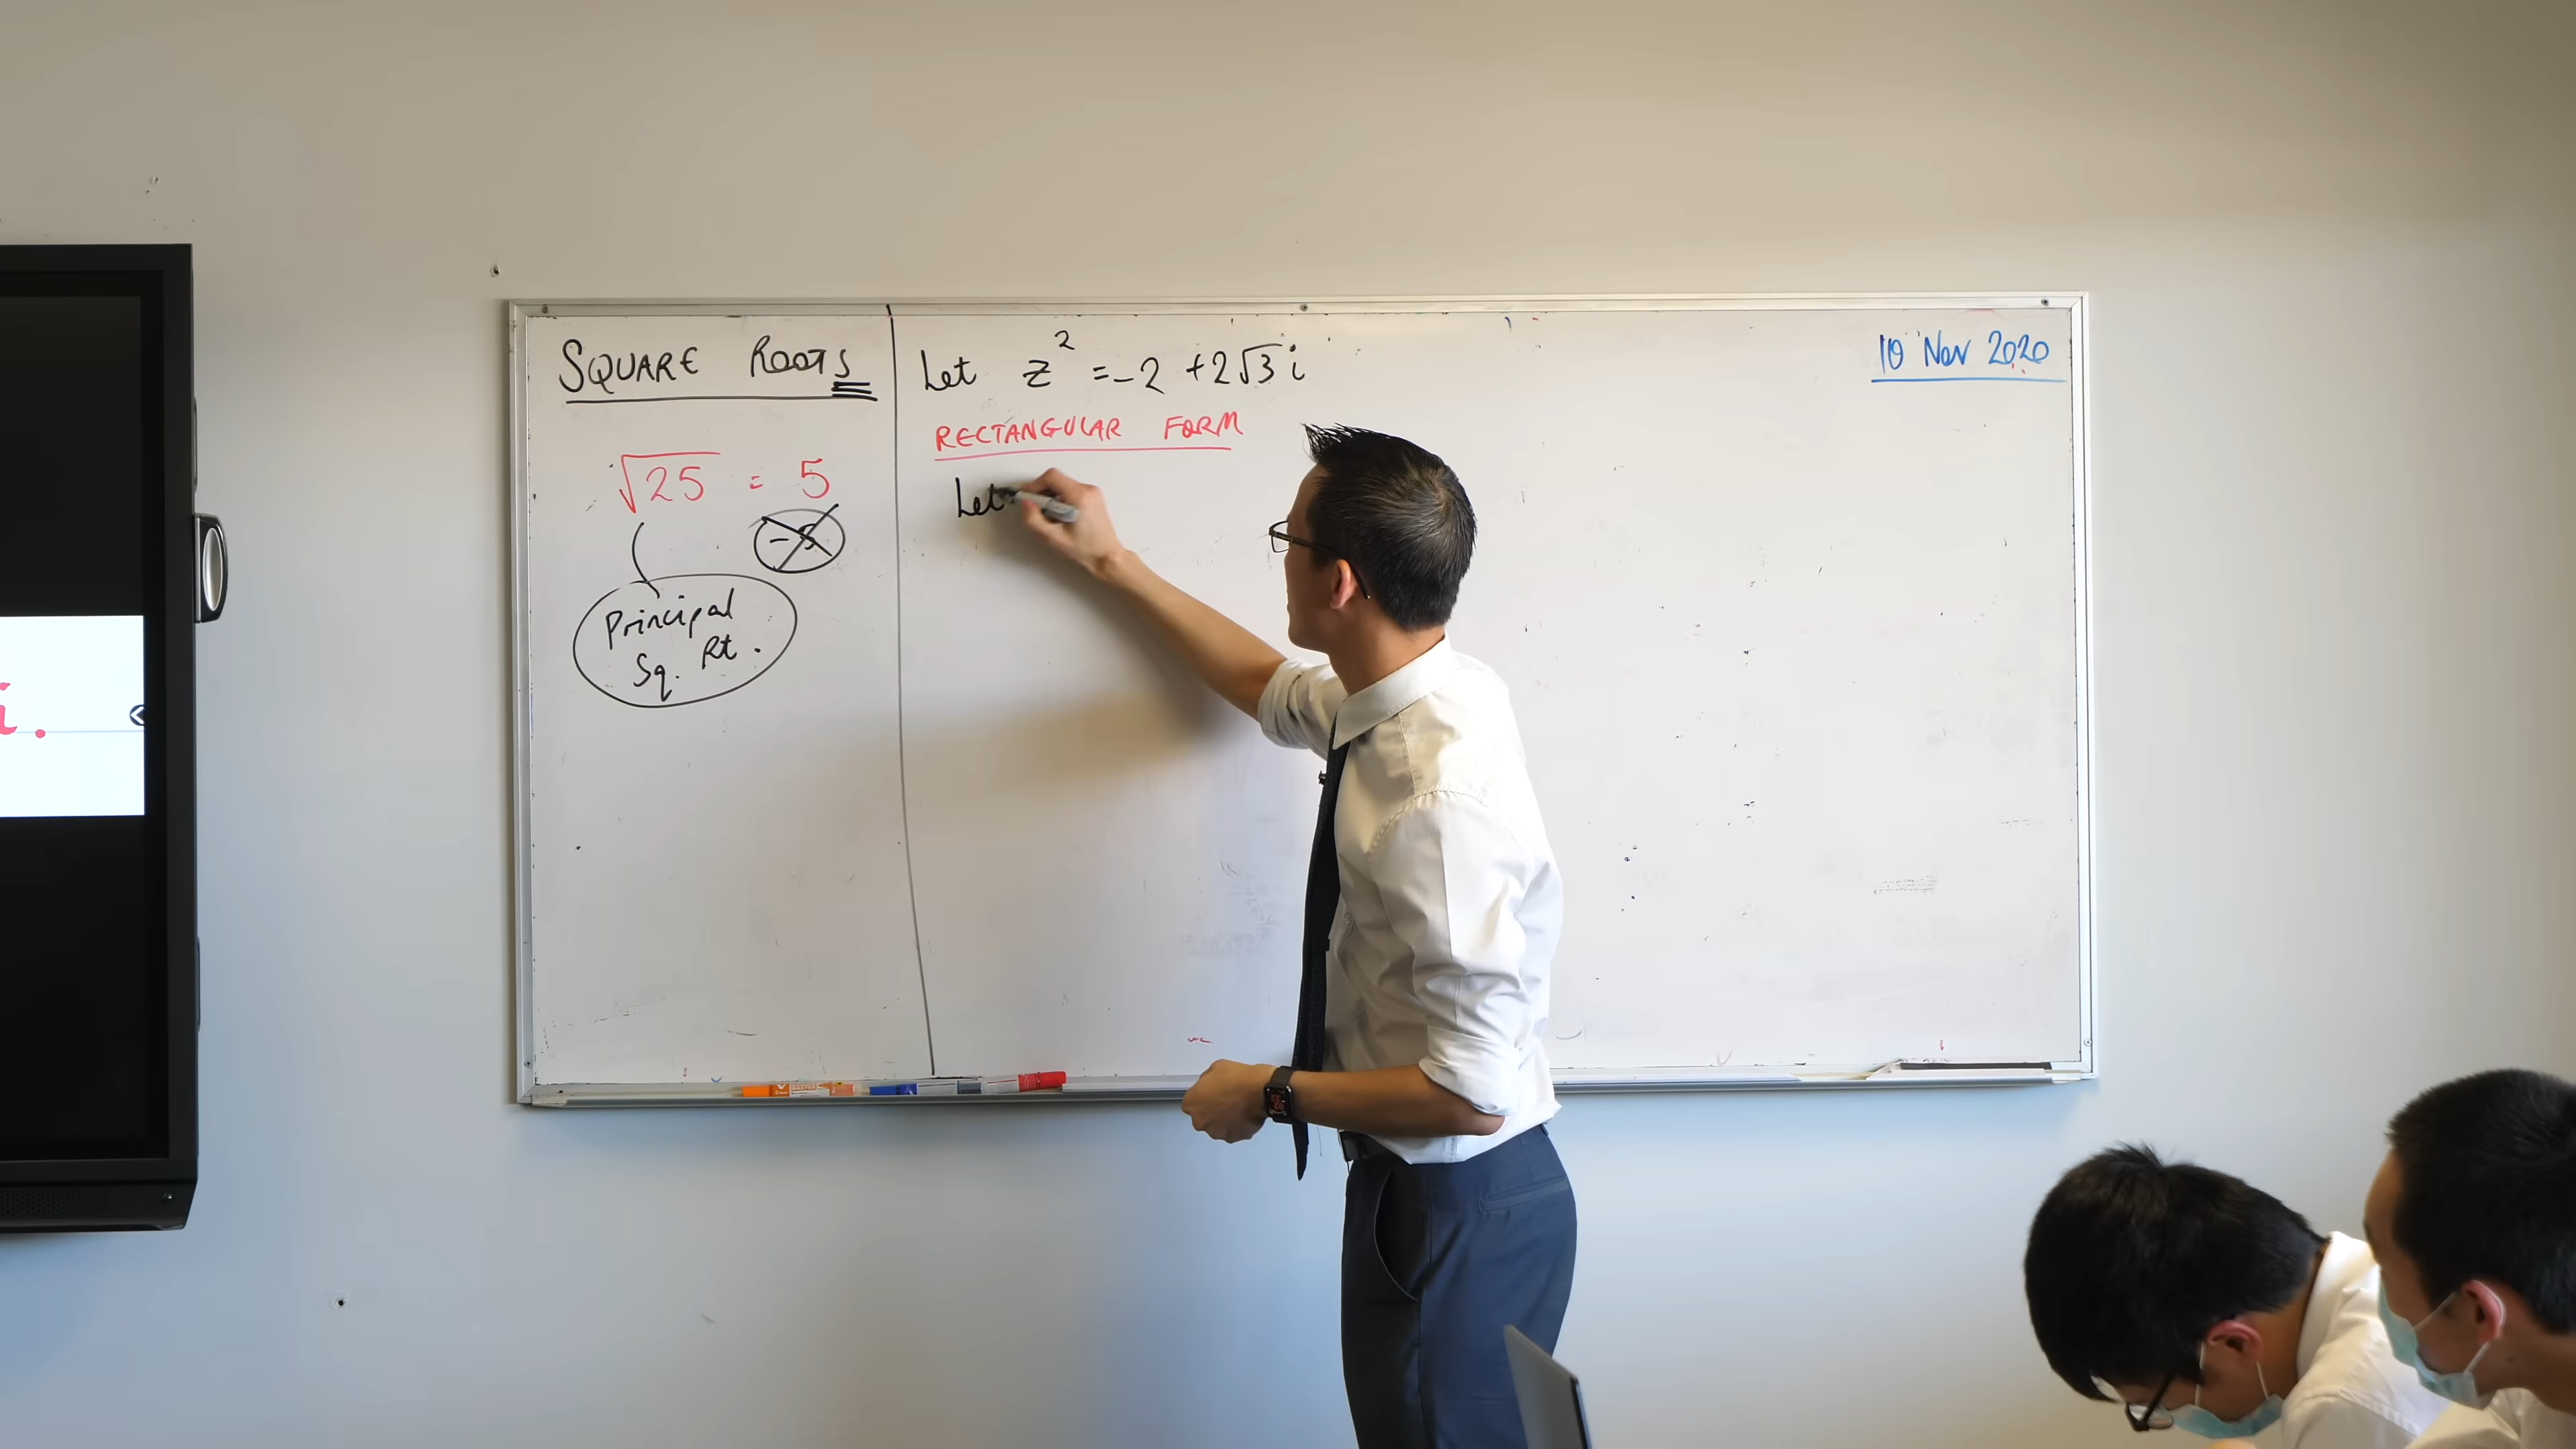 SQUARE ROOTS
√25 = 5
-5
Principal
Sq. Rt.
Let z² = -2 + 2√3 i
RECTANGULAR FORM
Let
10 Nov 2020
i.